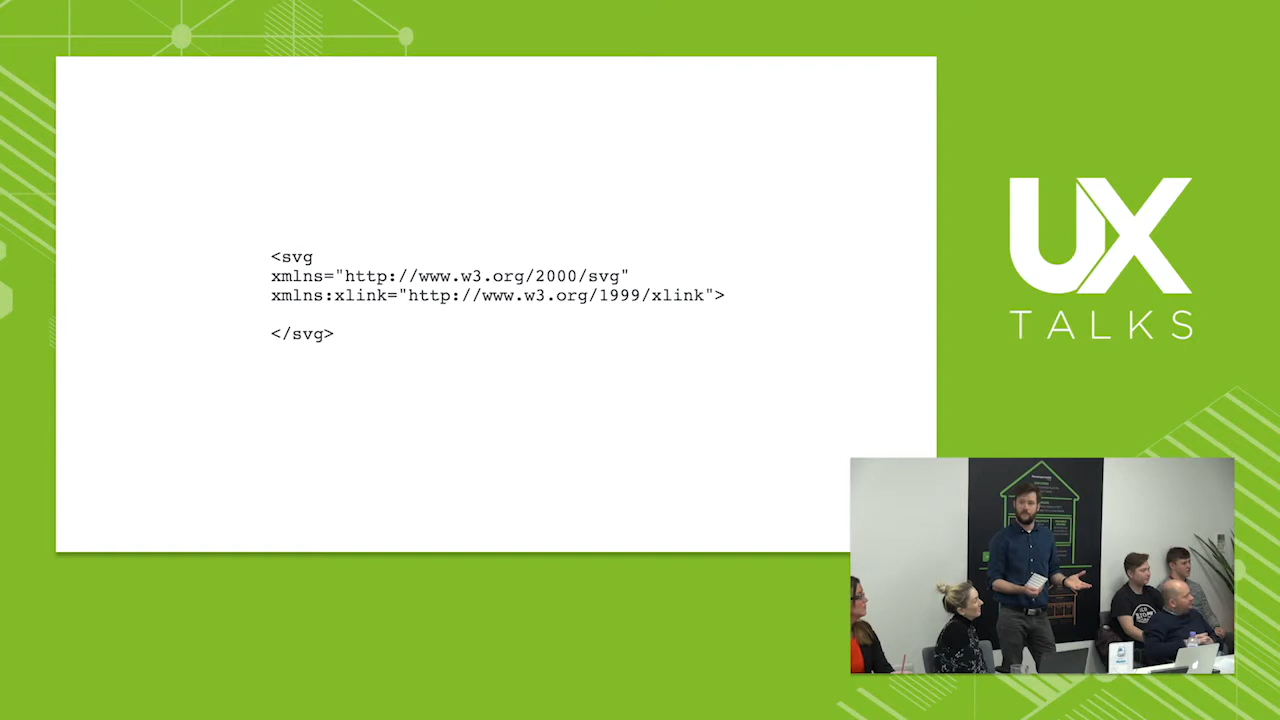 <svg
xmlns="http://www.w3.org/2000/svg"
xmlns:xlink="http://www.w3.org/1999/xlink">
</svg>
UX
TALKS